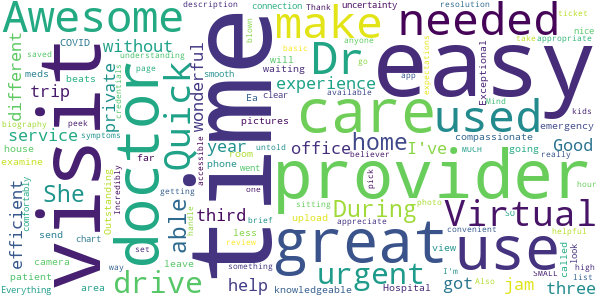 Awesome
description
connection
Thank
uncertainty
make
needed
resolution
ticket
COVID
saved
without
understanding
page
blown
anyone
basic
Dr
easy
take
appropriate
nice
different
meds
beats
Virtual
private
credentials
Quick
Wonderful
smooth
will
go
experience
app
expectations
Exceptional
Mind
kids
trip
visit
doctor
time
waiting
Ea
clear
available
care
used
compassionate
emergency
biography
peek
symptoms
service
year
accessible
pictures
house
examine
far
phone
untold
office
home
I've
going
WULH
Good
She
Outstanding
Incredibly
able
room
went
believer
provider
really
hour
efficient
comfortably
getting
handle
one
third
sitting
During
pick
photo
so
helpful
send
chart
set
brief
upload
appreciate
great
convenient
use
called
look
camera
drive
review
less
view
urgent
SMALL
high
patient
area
leave
something
help
I'm
got
jam
list
three
Everything
way
knowledgeable
Hospital
Also